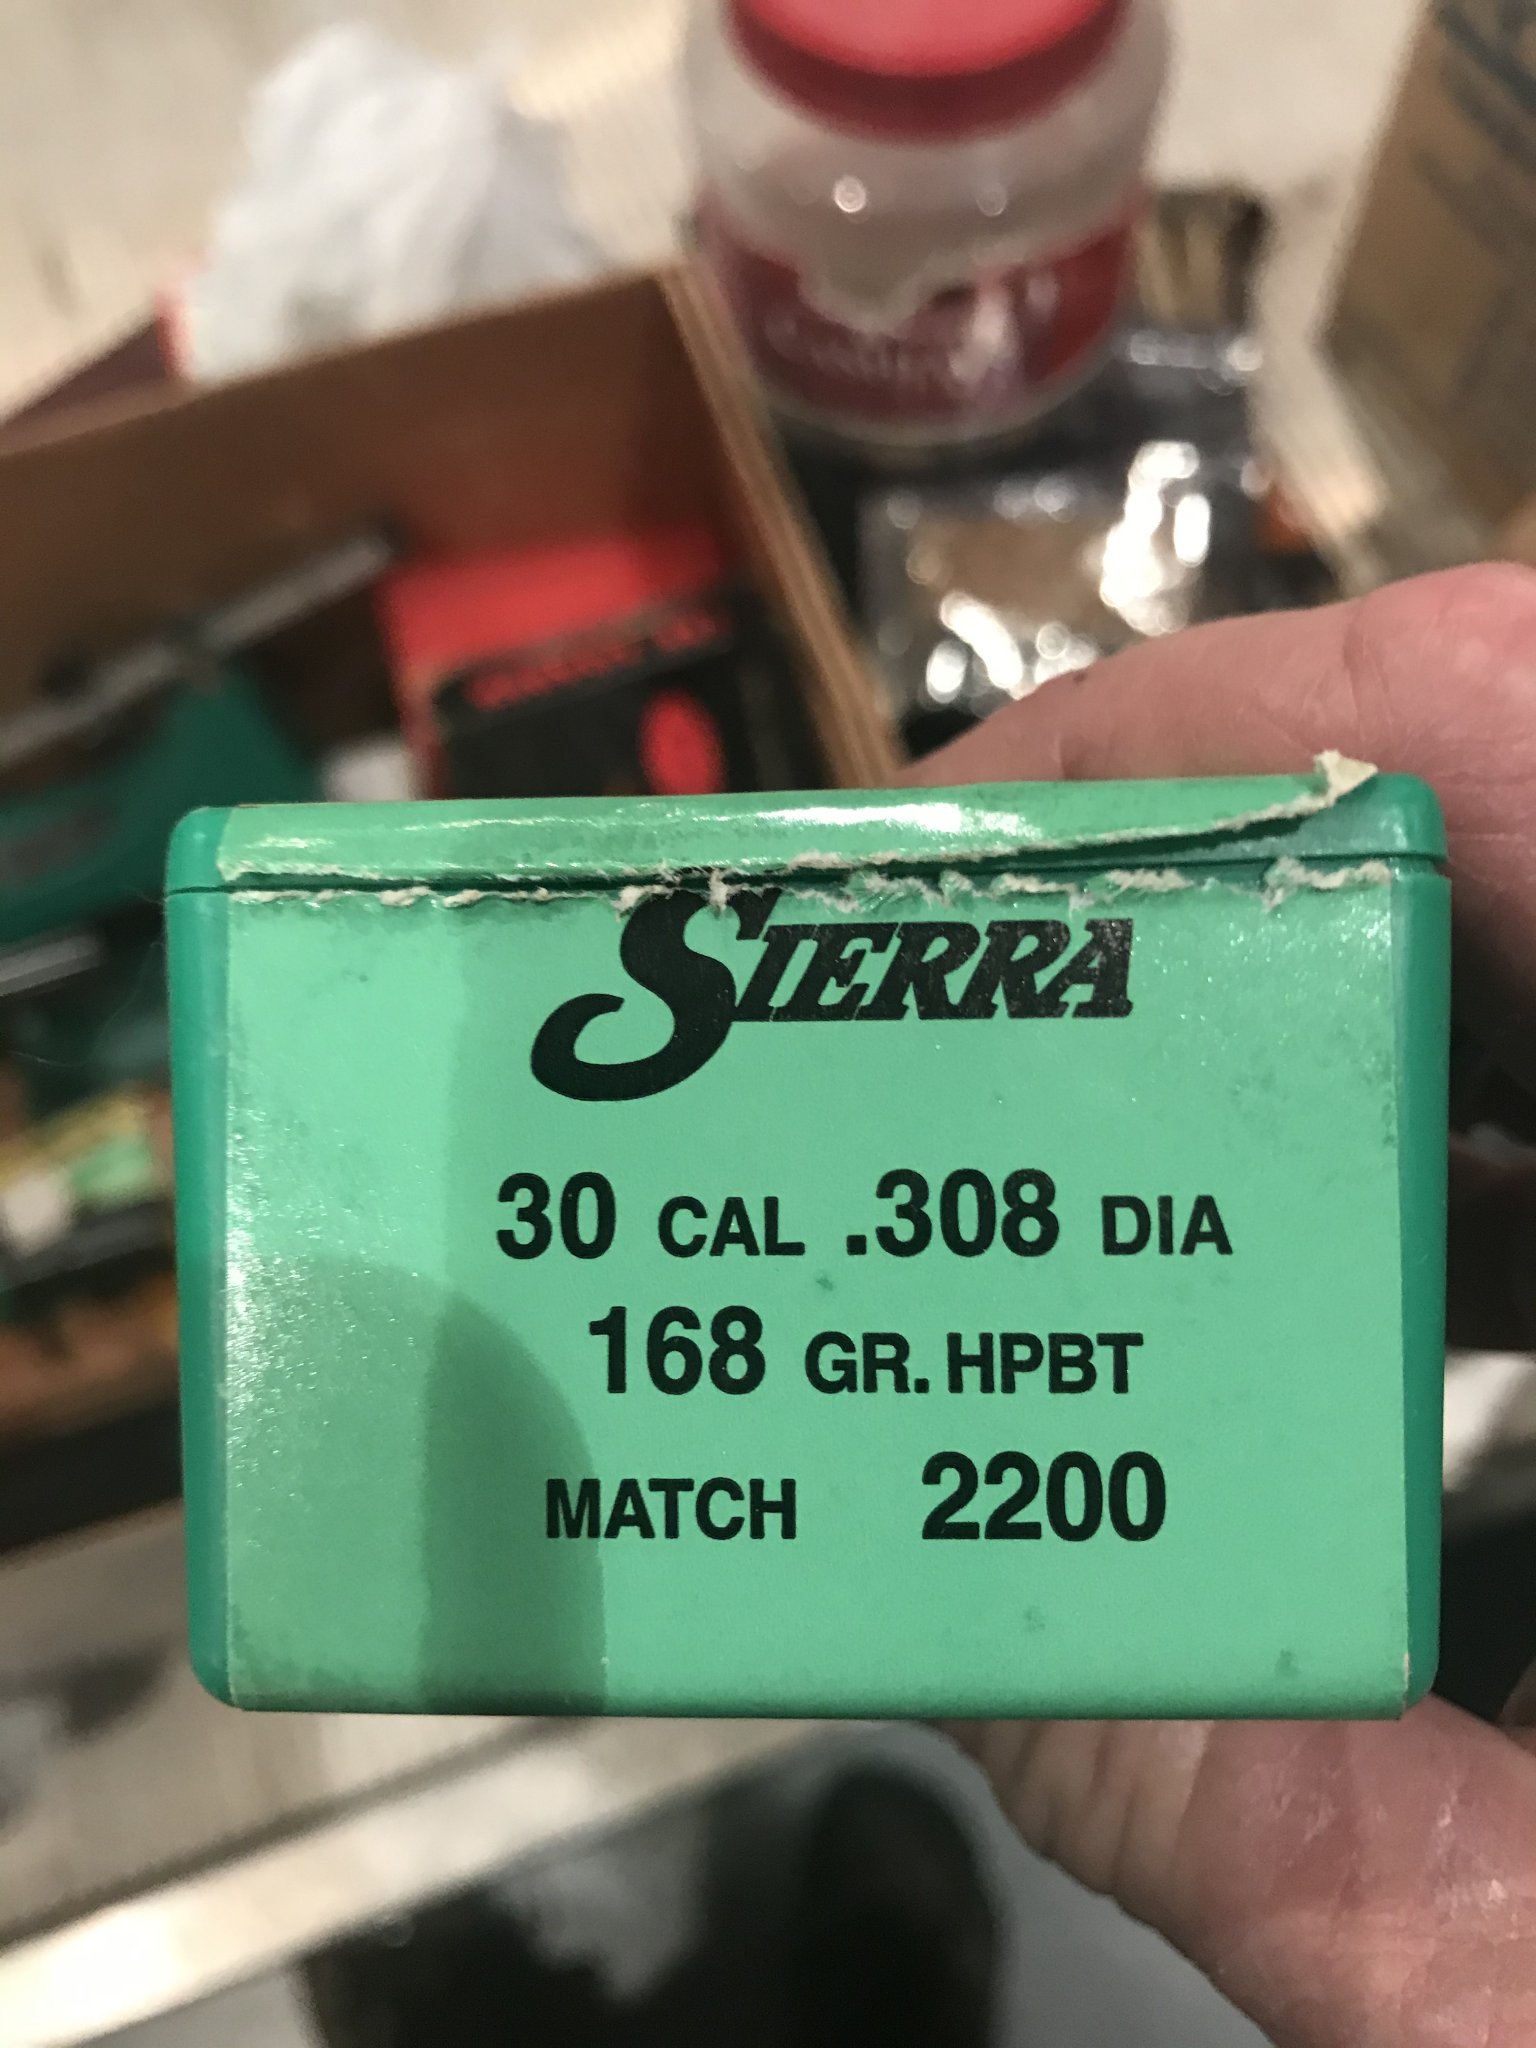 SIERRA
30 CAL .308 DIA
168 GR. HPBT
MATCH 2200